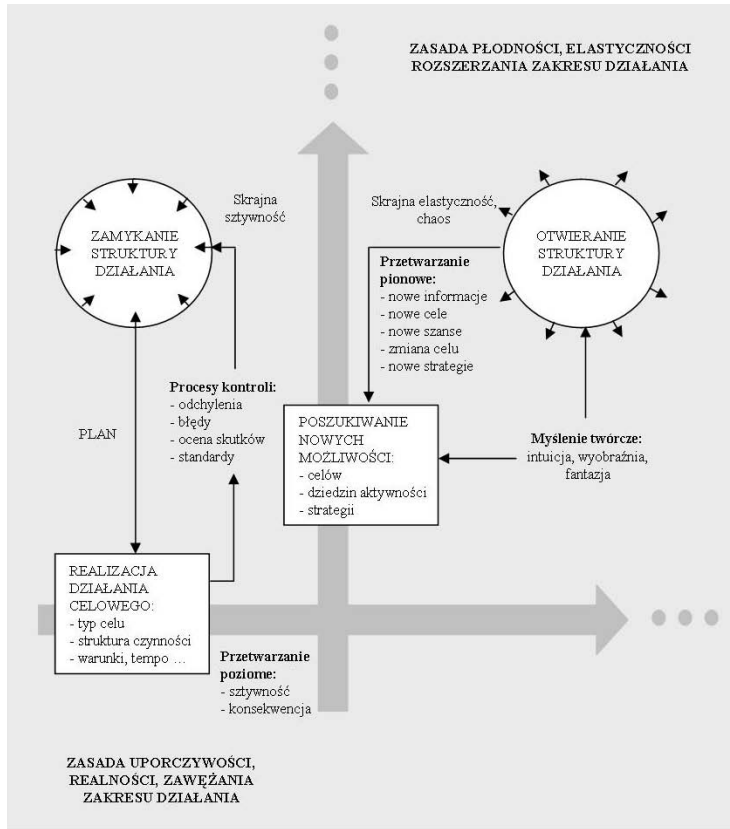 ZASADA PŁODNOŚCI, ELASTYCZNOŚCI
ROZSZERZANIA ZAKRESU DZIAŁANIA
Skrajna
sztywność
ZAMYKANIE
STRUKTURY
DZIAŁANIA
Skrajna elastyczność,
chaos
OTWIERANIE
STRUKTURY
DZIAŁANIA
Przetwarzanie
pionowe:
- nowe informacje
- nowe cele
- nowe szanse
- zmiana celu
- nowe strategie
PLAN
Procesy kontroli:
- odchylenia
- błędy
- ocena skutków
- standardy
POSZUKIWANIE
NOWYCH
MOŻLIWOŚCI:
- celów
- dziedzin aktywności
- strategii
Myślenie twórcze:
intuicja, wyobraźnia,
fantazja
REALIZACJA
DZIAŁANIA
CELOWEGO:
- typ celu
- struktura czynności
- warunki, tempo ...
Przetwarzanie
poziome:
- sztywność
- konsekwencja
ZASADA UPORCZYWOŚCI,
REALNOŚCI, ZAWĘŻANIA
ZAKRESU DZIAŁANIA